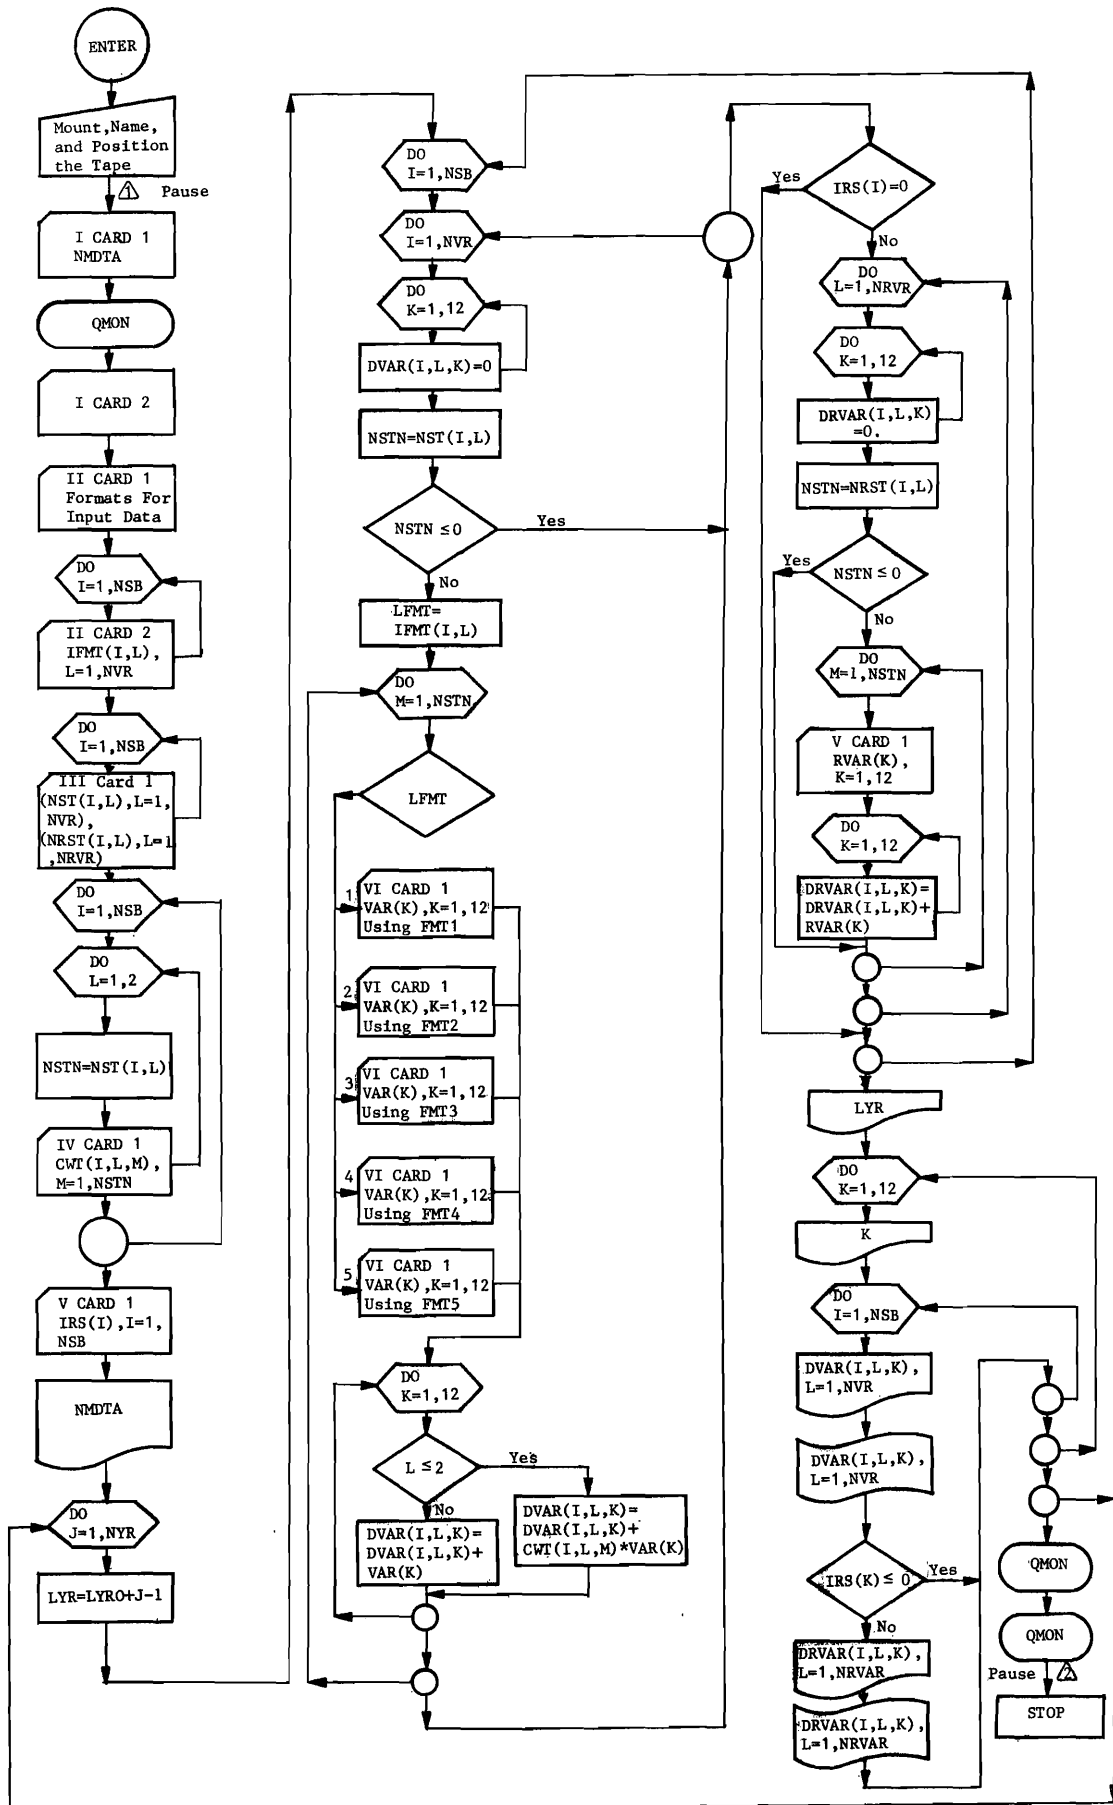 ENTER
Mount,Name,
and Position
the Tape
1 Pause
I CARD 1
NMDTA
QMON
I CARD 2
II CARD 1
Formats For
Input Data
DO
I=1,NSB
II CARD 2
IFMT(I,L),
L=1,NVR
DO
I=1,NSB
III Card 1
(NST(I,L),L=1,
NVR),
(NRST(I,L),L=1
,NRVR)
DO
I=1,NSB
DO
L=1,2
NSTN=NST(I,L)
IV CARD 1
CWT(I,L,M),
M=1,NSTN
V CARD 1
IRS(I),I=1,
NSB
NMDTA
DO
J=1,NYR
LYR=LYRO+J-1
DO
I=1,NSB
DO
I=1,NVR
DO
K=1,12
DVAR(I,L,K)=0
NSTN=NST(I,L)
NSTN ≤0
Yes
No
LFMT=
IFMT(I,L)
DO
M=1,NSTN
LFMT
1
VI CARD 1
VAR(K),K=1,12
Using FMT1
2
VI CARD 1
VAR(K),K=1,12
Using FMT2
3
VI CARD 1
VAR(K),K=1,12
Using FMT3
4
VI CARD 1
VAR(K),K=1,12
Using FMT4
5
VI CARD 1
VAR(K),K=1,12
Using FMT5
DO
K=1,12
L ≤2
Yes
No
DVAR(I,L,K)=
DVAR(I,L,K)+
VAR(K)
DVAR(I,L,K)=
DVAR(I,L,K)+
CWT(I,L,M)*VAR(K)
IRS(I)=0
Yes
No
DO
L=1,NRVR
DO
K=1,12
DRVAR(I,L,K)
=0.
NSTN=NRST(I,L)
NSTN ≤0
Yes
No
DO
M=1,NSTN
V CARD 1
RVAR(K),
K=1,12
DO
K=1,12
DRVAR(I,L,K)=
DRVAR(I,L,K)+
RVAR(K)
LYR
DO
K=1,12
K
DO
I=1,NSB
DVAR(I,L,K),
L=1,NVR
DVAR(I,L,K),
L=1,NVR
IRS(K) ≤ 0
Yes
No
DRVAR(I,L,K),
L=1,NRVAR
DRVAR(I,L,K),
L=1,NRVAR
QMON
QMON
Pause 2
STOP